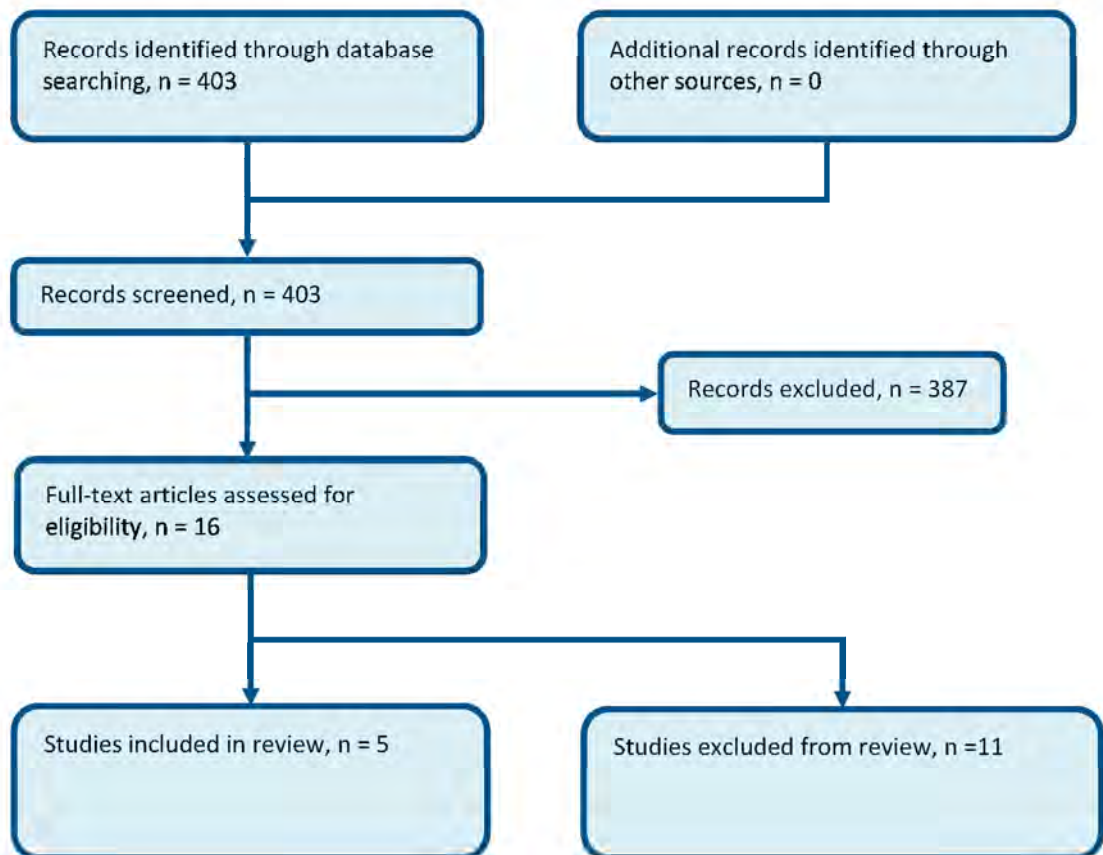 Records identified through database
searching, n = 403
Additional records identified through
other sources, n = 0
Records screened, n = 403
Records excluded, n = 387
Full-text articles assessed for
eligibility, n = 16
Studies included in review, n = 5
Studies excluded from review, n =11